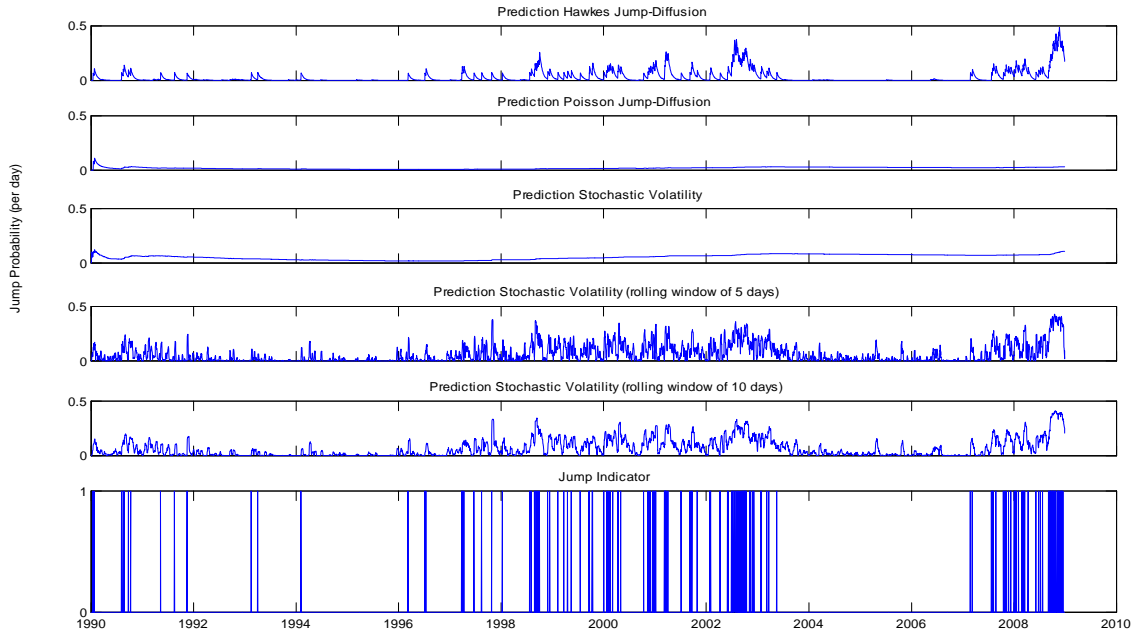 Prediction Hawkes Jump-Diffusion
0.5
0
Prediction Poisson Jump-Diffusion
0.5
0
Prediction Stochastic Volatility
0.5
0
Jump Probability (per day)
Prediction Stochastic Volatility (rolling window of 5 days)
0.5
0
Prediction Stochastic Volatility (rolling window of 10 days)
0.5
0
Jump Indicator
1
0
1990 1992 1994 1996 1998 2000 2002 2004 2006 2008 2010